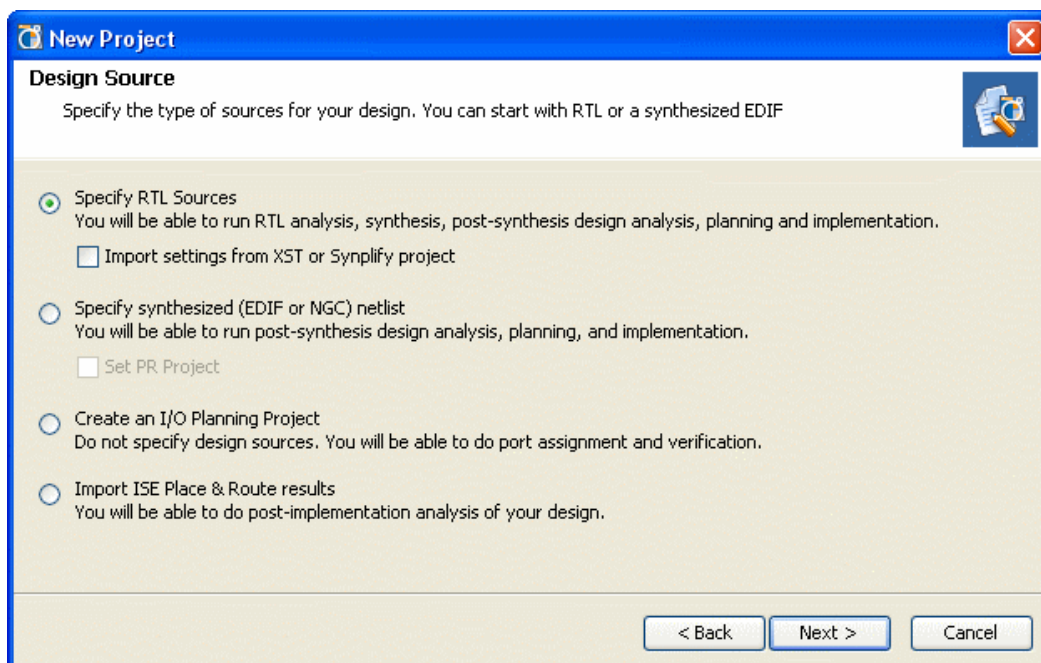 New Project
Design Source
Specify the type of sources for your design. You can start with RTL or a synthesized EDIF
Specify RTL Sources
You will be able to run RTL analysis, synthesis, post-synthesis design analysis, planning and implementation.
Import settings from XST or Synplify project
Specify synthesized (EDIF or NGC) netlist
You will be able to run post-synthesis design analysis, planning, and implementation.
Set PR Project
Create an I/O Planning Project
Do not specify design sources. You will be able to do port assignment and verification.
Import ISE Place & Route results
You will be able to do post-implementation analysis of your design.
< Back Next > Cancel